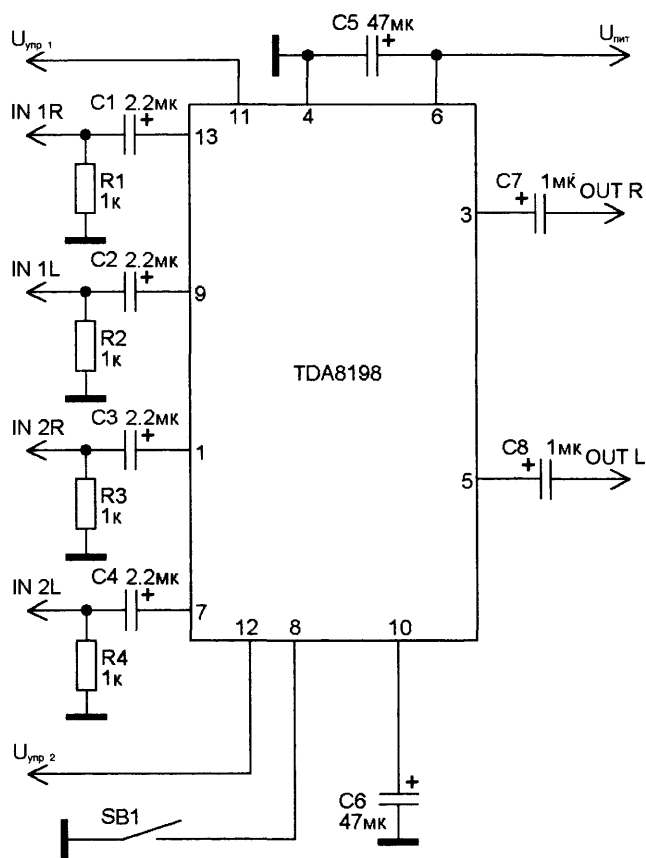 C5 47мк
Uупр 1
Uпит
11
4
6
IN 1R
C1 2.2мк
13
R1
1к
C7
1мк
OUT R
3
IN 1L
C2 2.2мк
9
R2
1к
TDA8198
IN 2R
C3 2.2мк
1
R3
1к
C8
1мк
OUT L
5
IN 2L
C4 2.2мк
7
12
8
10
R4
1к
Uупр 2
SB1
C6
47мк